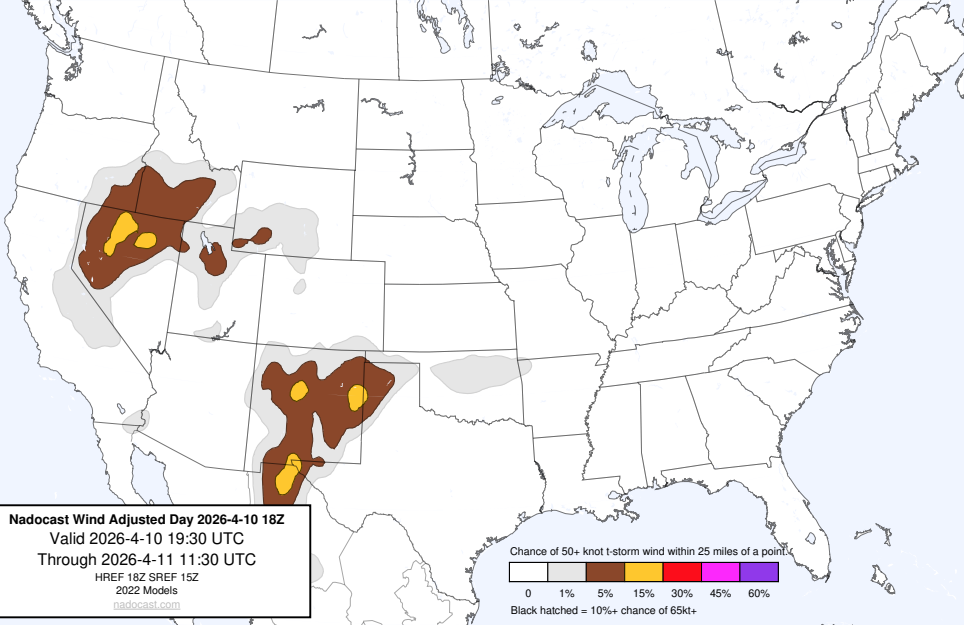 Nadocast Wind Adjusted Day 2026-4-10 18Z
Valid 2026-4-10 19:30 UTC
Through 2026-4-11 11:30 UTC
HREF 18Z SREF 15Z
2022 Models
nadocast.com
Chance of 50+ knot t-storm wind within 25 miles of a point.
0 1% 5% 15% 30% 45% 60%
Black hatched = 10%+ chance of 65kt+